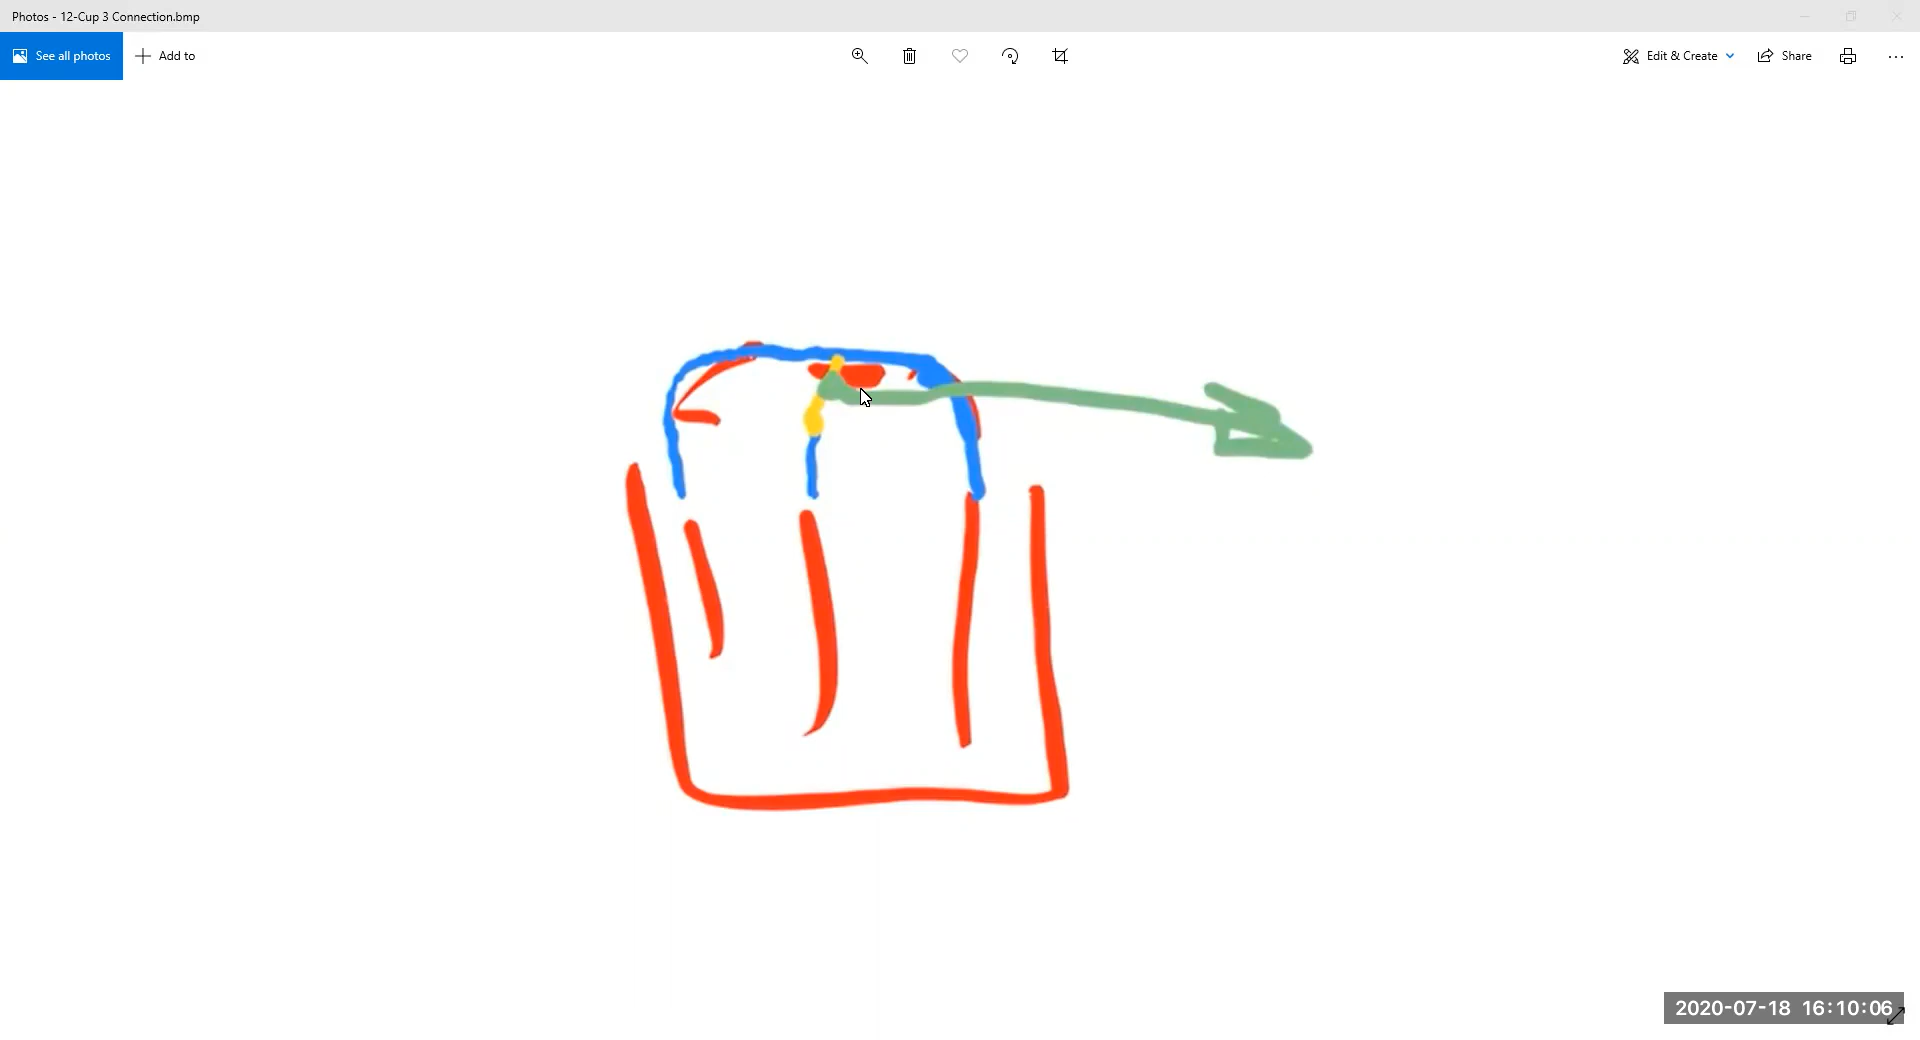 Photos - 12-Cup 3 Connection.bmp
See all photos
Add to
Edit & Create
Share
2020-07-18 16:10:06